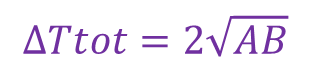 ΔTtot = 2√AB